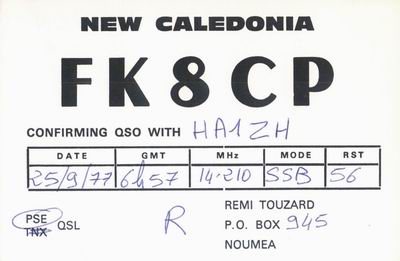 NEW CALEDONIA
FK8CP
CONFIRMING QSO WITH HA1ZH
DATE GMT MHz MODE RST
25/9/77 6h57 14.210 SSB 56
PSE TNX QSL R
REMI TOUZARD
P.O. BOX 945
NOUMEA